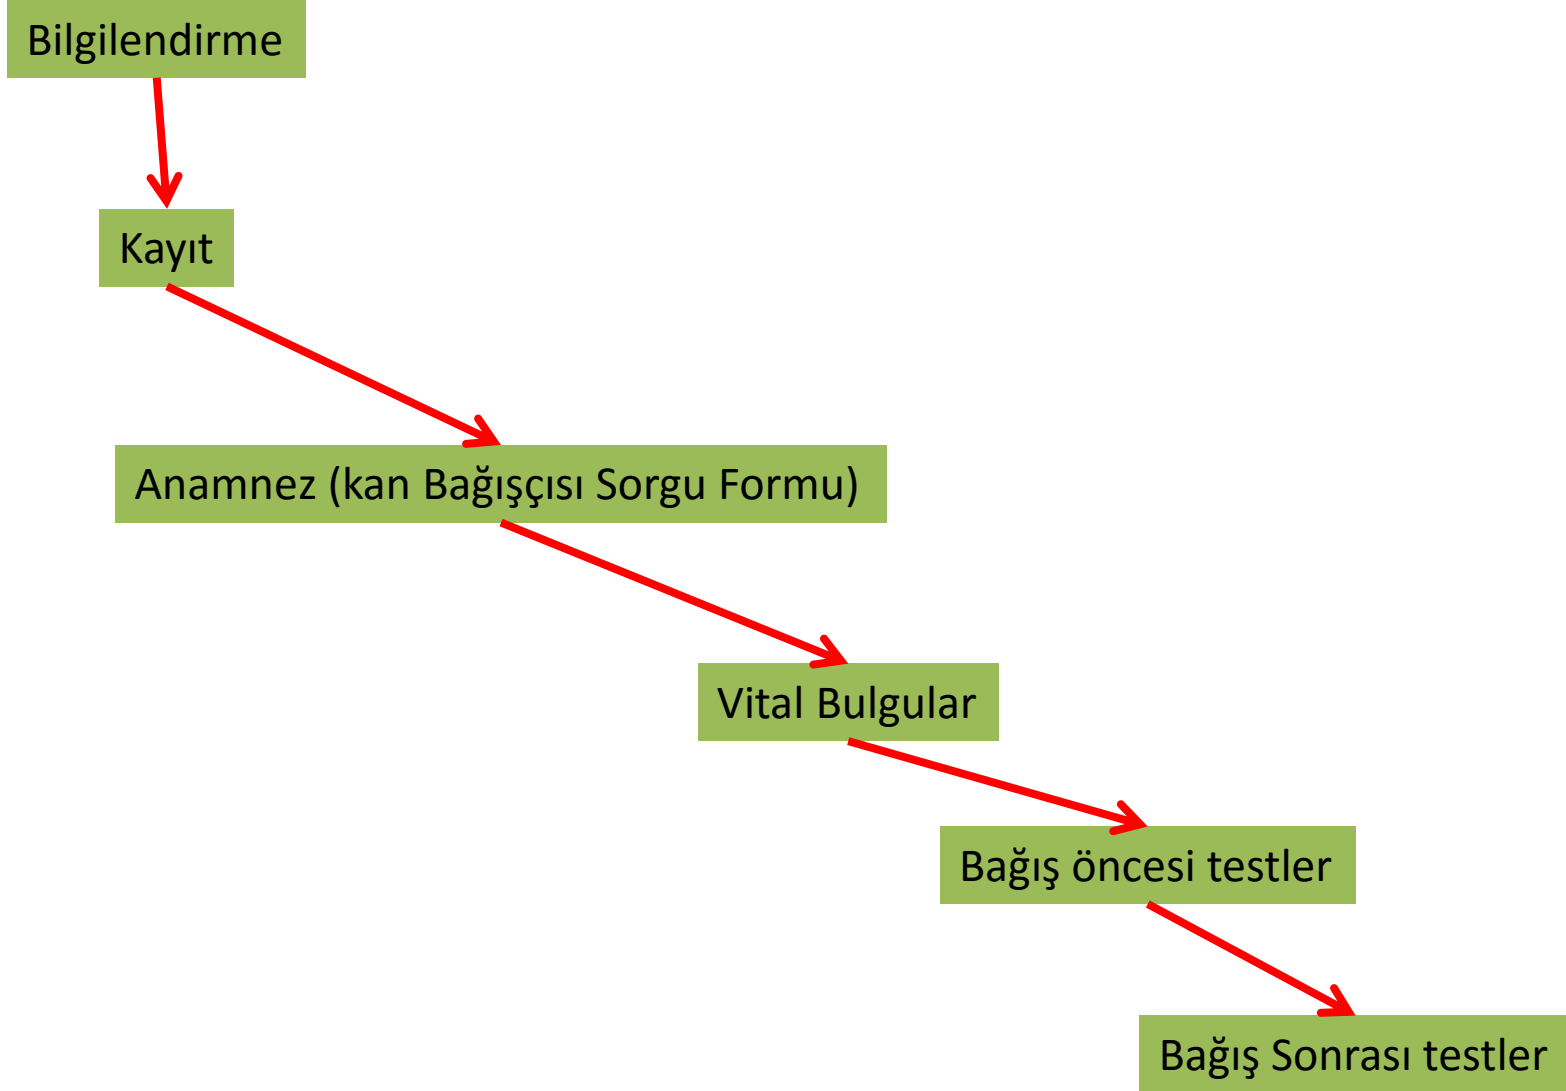 Bilgilendirme
Kayıt
Anamnez (kan Bağışçısı Sorgu Formu)
Vital Bulgular
Bağış öncesi testler
Bağış Sonrası testler